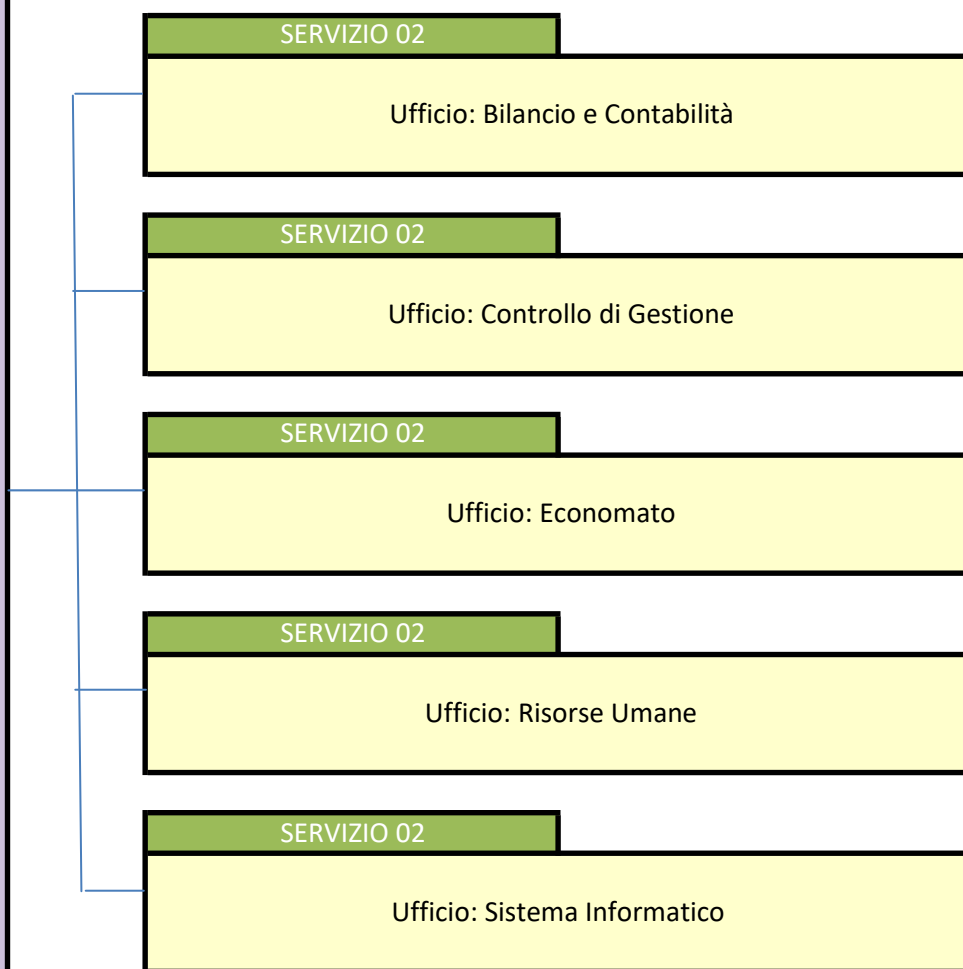 SERVIZIO 02
Ufficio: Bilancio e Contabilità
SERVIZIO 02
Ufficio: Controllo di Gestione
SERVIZIO 02
Ufficio: Economato
SERVIZIO 02
Ufficio: Risorse Umane
SERVIZIO 02
Ufficio: Sistema Informatico